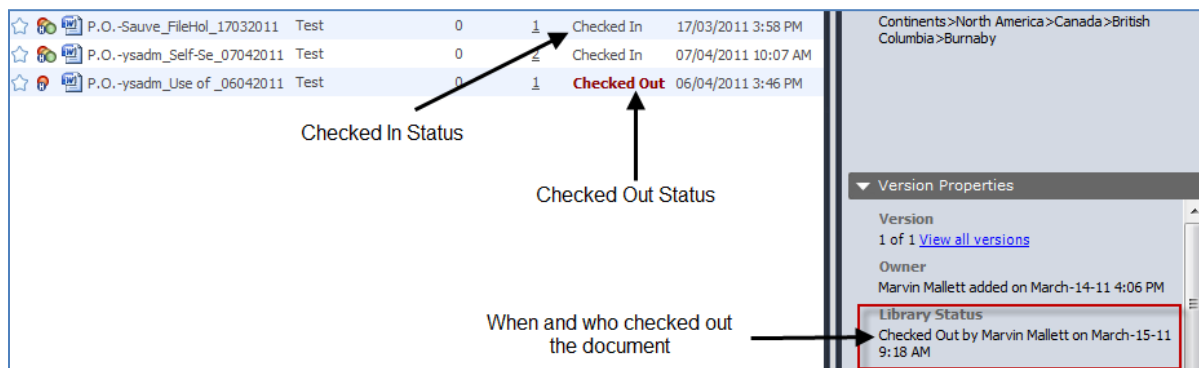 P.O.-Sauve_FileHol_17032011 Test 0 1 Checked In 17/03/2011 3:58 PM
P.O.-ysadm_Self-Se_07042011 Test 0 2 Checked In 07/04/2011 10:07 AM
P.O.-ysadm_Use of _06042011 Test 0 1 Checked Out 06/04/2011 3:46 PM
Checked In Status
Checked Out Status
When and who checked out
the document
Continents>North America>Canada>British
Columbia>Burnaby
Version Properties
Version
1 of 1 View all versions
Owner
Marvin Mallett added on March-14-11 4:06 PM
Library Status
Checked Out by Marvin Mallett on March-15-11
9:18 AM